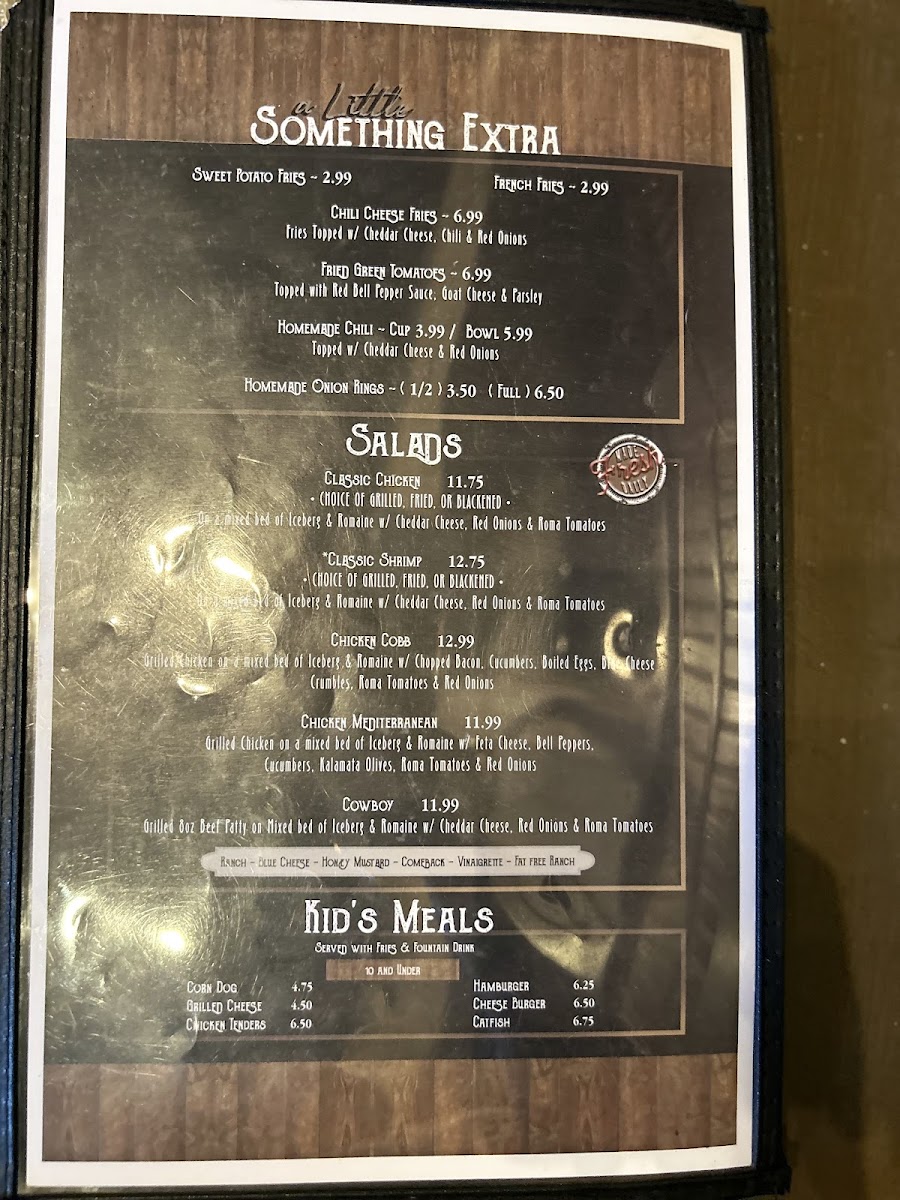 a Little
Something Extra
Sweet Potato Fries ~ 2.99
French Fries ~ 2.99
Chili Cheese Fries ~ 6.99
Fries Topped w/ Cheddar Cheese, Chili & Red Onions
Fried Green Tomatoes ~ 6.99
Topped with Red Bell Pepper Sauce, Goat Cheese & Parsley
Homemade Chili ~ Cup 3.99 / Bowl 5.99
Topped w/ Cheddar Cheese & Red Onions
Homemade Onion Rings ~ ( 1/2 ) 3.50 ( Full ) 6.50
Salads
Made
Fresh
Daily
Classic Chicken 11.75
• CHOICE OF GRILLED, FRIED, OR BLACKENED •
On a mixed bed of Iceberg & Romaine w/ Cheddar Cheese, Red Onions & Roma Tomatoes
*Classic Shrimp 12.75
• CHOICE OF GRILLED, FRIED, OR BLACKENED •
On a mixed bed of Iceberg & Romaine w/ Cheddar Cheese, Red Onions & Roma Tomatoes
Chicken Cobb 12.99
Grilled Chicken on a mixed bed of Iceberg & Romaine w/ Chopped Bacon, Cucumbers, Boiled Eggs, Bleu Cheese
Crumbles, Roma Tomatoes & Red Onions
Chicken Mediterranean 11.99
Grilled Chicken on a mixed bed of Iceberg & Romaine w/ Feta Cheese, Bell Peppers,
Cucumbers, Kalamata Olives, Roma Tomatoes & Red Onions
Cowboy 11.99
Grilled 8oz Beef Patty on Mixed bed of Iceberg & Romaine w/ Cheddar Cheese, Red Onions & Roma Tomatoes
Ranch – Blue Cheese – Honey Mustard – Comeback – Vinaigrette – Fat free Ranch
Kid's Meals
Served with Fries & Fountain Drink
10 and Under
Corn Dog 4.75
Grilled Cheese 4.50
Chicken Tenders 6.50
Hamburger 6.25
Cheese Burger 6.50
Catfish 6.75